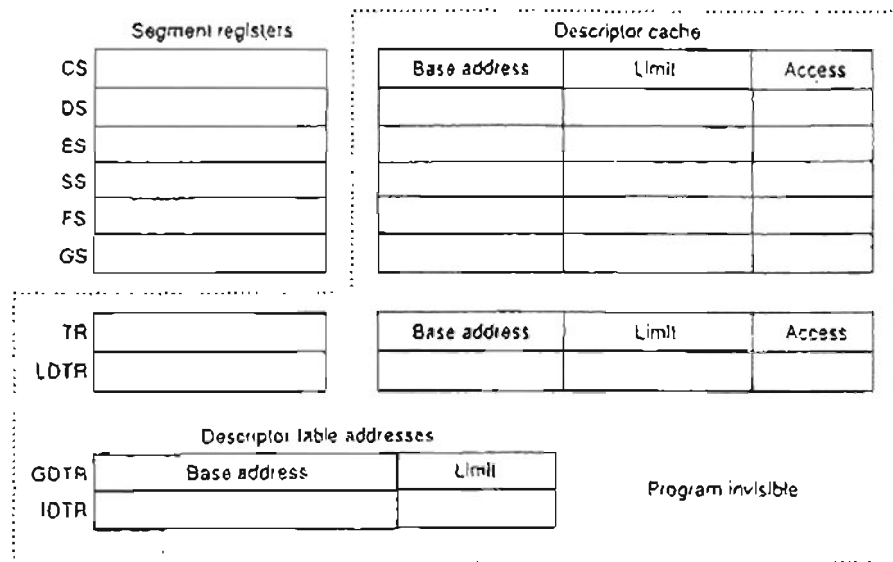 Segment registers
Descriptor cache
CS
Base address Limit Access
DS
ES
SS
FS
GS
TR
Base address Limit Access
LDTR
Descriptor table addresses
GDTR Base address Limit
IDTR
Program invisible